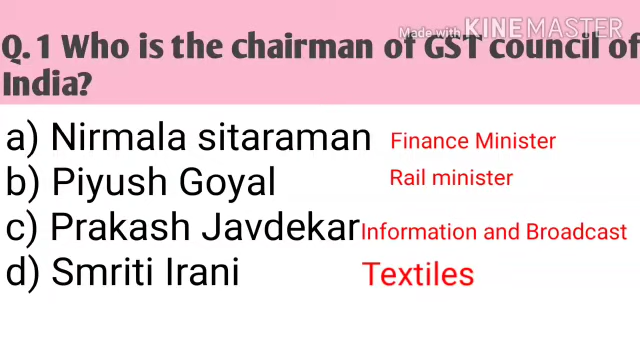 Made with KINEMASTER
Q. 1 Who is the chairman of GST council of
India?
a) Nirmala sitaraman Finance Minister
b) Piyush Goyal Rail minister
c) Prakash Javdekar Information and Broadcast
d) Smriti Irani Textiles